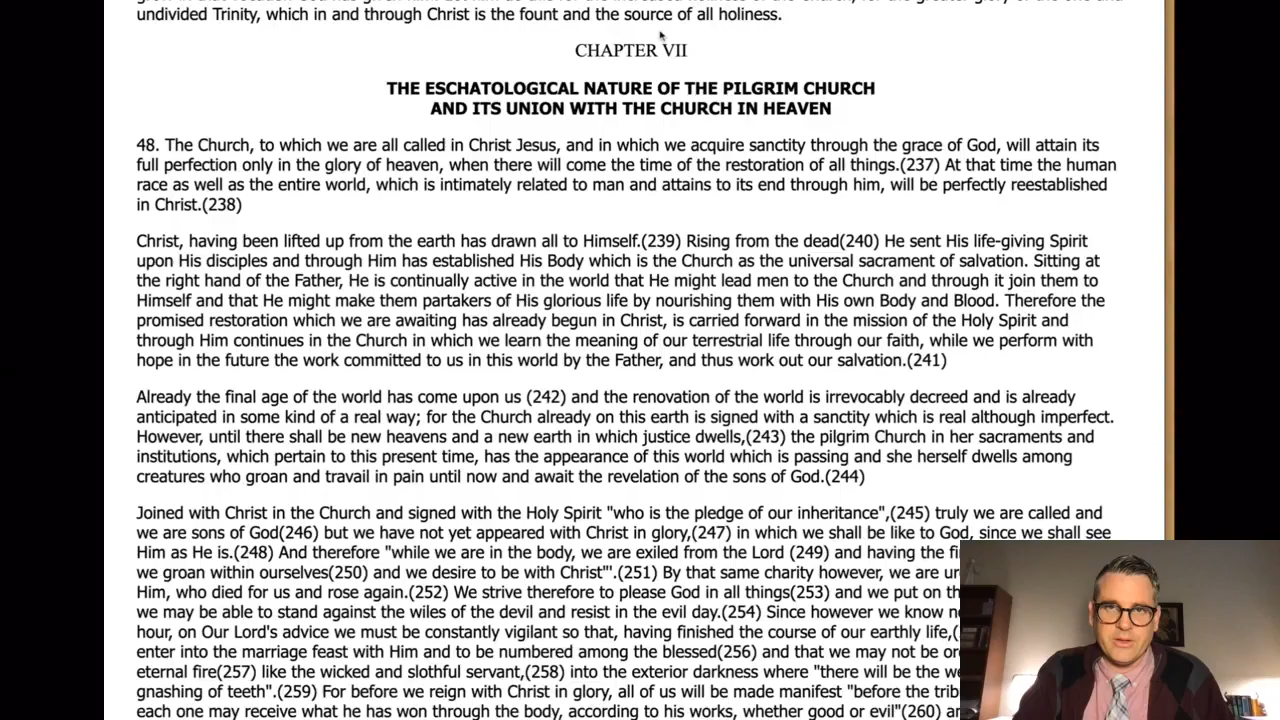 undivided Trinity, which in and through Christ is the fount and the source of all holiness.
CHAPTER VII
THE ESCHATOLOGICAL NATURE OF THE PILGRIM CHURCH
AND ITS UNION WITH THE CHURCH IN HEAVEN
48. The Church, to which we are all called in Christ Jesus, and in which we acquire sanctity through the grace of God, will attain its
full perfection only in the glory of heaven, when there will come the time of the restoration of all things.(237) At that time the human
race as well as the entire world, which is intimately related to man and attains to its end through him, will be perfectly reestablished
in Christ.(238)
Christ, having been lifted up from the earth has drawn all to Himself.(239) Rising from the dead(240) He sent His life-giving Spirit
upon His disciples and through Him has established His Body which is the Church as the universal sacrament of salvation. Sitting at
the right hand of the Father, He is continually active in the world that He might lead men to the Church and through it join them to
Himself and that He might make them partakers of His glorious life by nourishing them with His own Body and Blood. Therefore the
promised restoration which we are awaiting has already begun in Christ, is carried forward in the mission of the Holy Spirit and
through Him continues in the Church in which we learn the meaning of our terrestrial life through our faith, while we perform with
hope in the future the work committed to us in this world by the Father, and thus work out our salvation.(241)
Already the final age of the world has come upon us (242) and the renovation of the world is irrevocably decreed and is already
anticipated in some kind of a real way; for the Church already on this earth is signed with a sanctity which is real although imperfect.
However, until there shall be new heavens and a new earth in which justice dwells,(243) the pilgrim Church in her sacraments and
institutions, which pertain to this present time, has the appearance of this world which is passing and she herself dwells among
creatures who groan and travail in pain until now and await the revelation of the sons of God.(244)
Joined with Christ in the Church and signed with the Holy Spirit "who is the pledge of our inheritance",(245) truly we are called and
we are sons of God(246) but we have not yet appeared with Christ in glory,(247) in which we shall be like to God, since we shall see
Him as He is.(248) And therefore "while we are in the body, we are exiled from the Lord (249) and having the
we groan within ourselves(250) and we desire to be with Christ"'.(251) By that same charity however, we are
Him, who died for us and rose again.(252) We strive therefore to please God in all things(253) and we put on
we may be able to stand against the wiles of the devil and resist in the evil day.(254) Since however we know
hour, on Our Lord's advice we must be constantly vigilant so that, having finished the course of our earthly life,
enter into the marriage feast with Him and to be numbered among the blessed(256) and that we may not be
eternal fire(257) like the wicked and slothful servant,(258) into the exterior darkness where "there will be the
gnashing of teeth".(259) For before we reign with Christ in glory, all of us will be made manifest "before the
each one may receive what he has won through the body, according to his works, whether good or evil"(260)